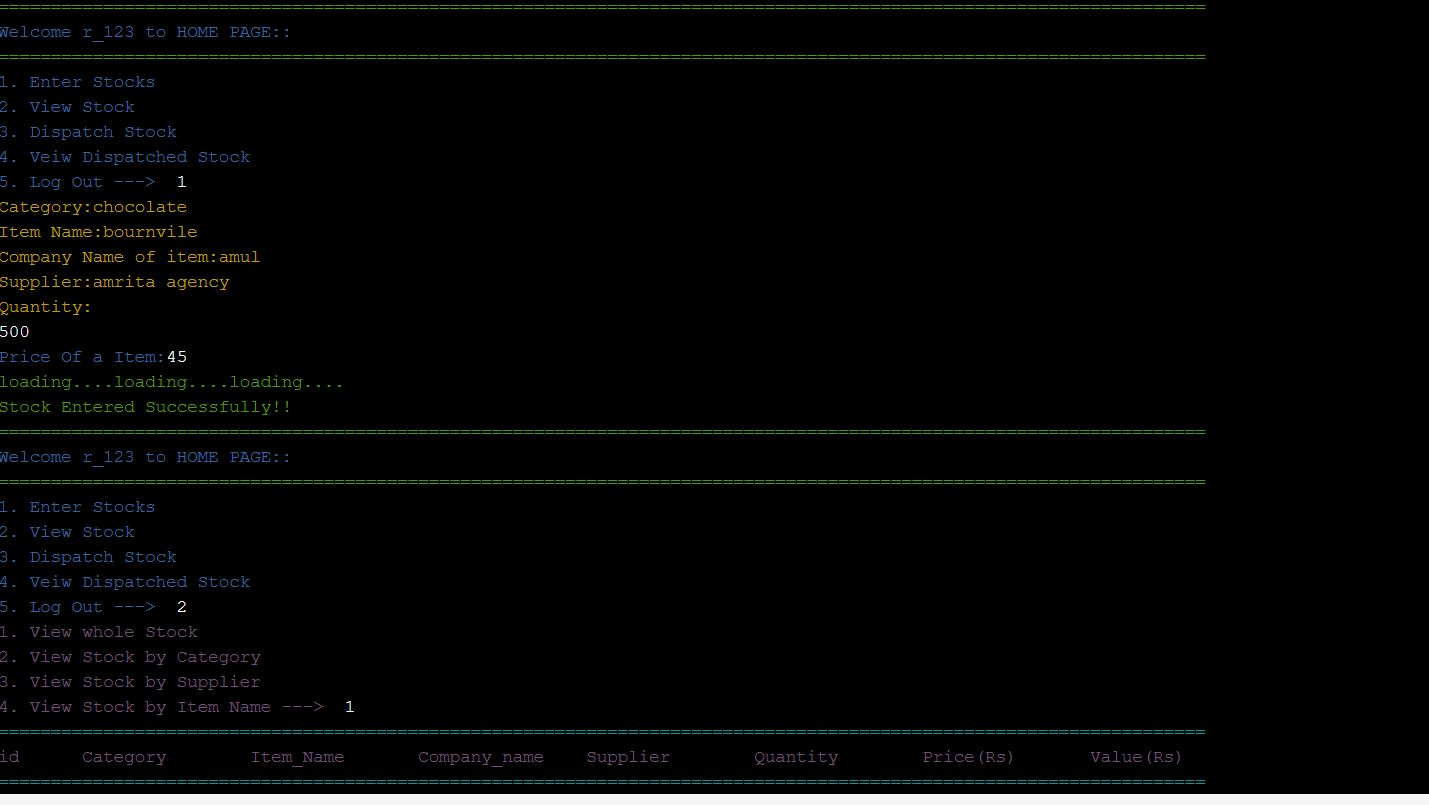 ==================================================================================================================
Welcome r_123 to HOME PAGE::
==================================================================================================================
1. Enter Stocks
2. View Stock
3. Dispatch Stock
4. Veiw Dispatched Stock
5. Log Out --->  1
Category:chocolate
Item Name:bournvile
Company Name of item:amul
Supplier:amrita agency
Quantity:
500
Price Of a Item:45
loading....loading....loading....
Stock Entered Successfully!!
==================================================================================================================
Welcome r_123 to HOME PAGE::
==================================================================================================================
1. Enter Stocks
2. View Stock
3. Dispatch Stock
4. Veiw Dispatched Stock
5. Log Out --->  2
1. View whole Stock
2. View Stock by Category
3. View Stock by Supplier
4. View Stock by Item Name --->  1
==================================================================================================================
id      Category        Item_Name       Company_name    Supplier        Quantity        Price(Rs)       Value(Rs)
==================================================================================================================